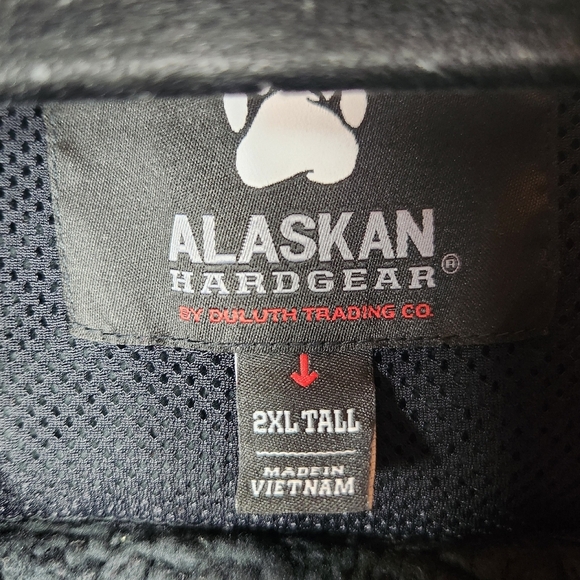 ALASKAN
HARDGEAR®
BY DULUTH TRADING CO
2XL TALL
MADE IN
VIETNAM